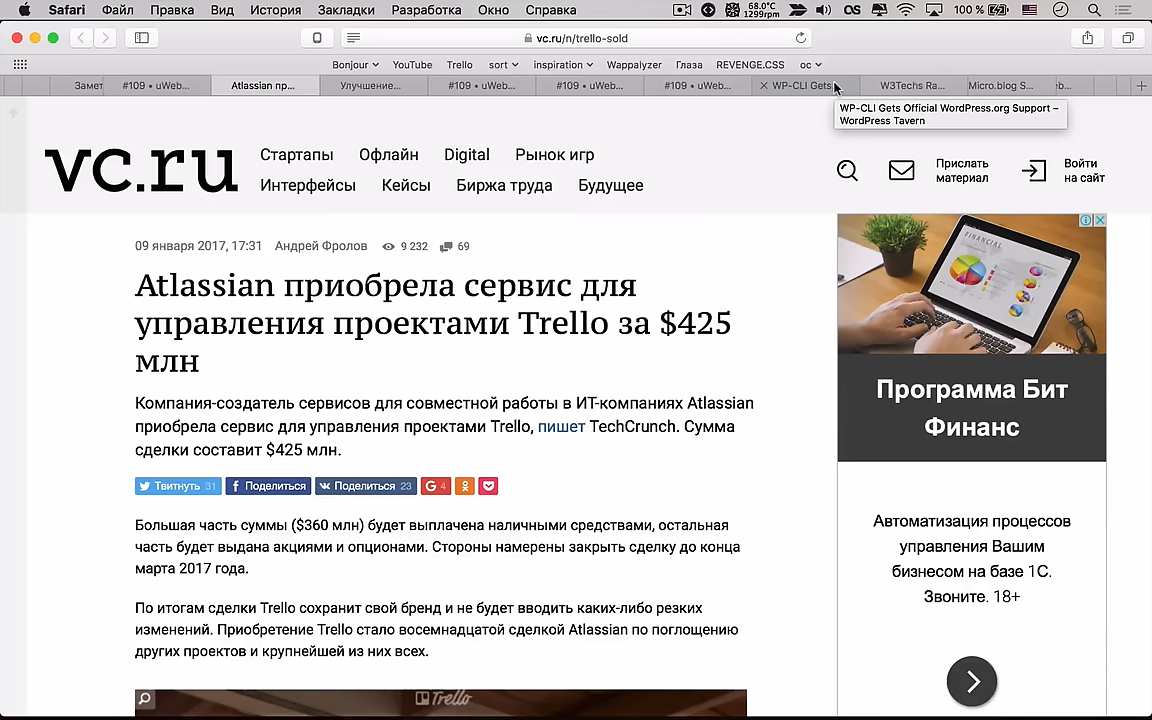 Safari Файл Правка Вид История Закладки Разработка Окно Справка
68.0°C
1299rpm
100 %
vc.ru/n/trello-sold
Bonjour YouTube Trello sort inspiration Wappalyzer Глаза REVENGE.CSS ос
Замет #109 • uWeb... Atlassian пр... Улучшение... #109 • uWeb... #109 • uWeb... #109 • uWeb... WP-CLI Gets W3Techs Ra... Micro.blog S...
WP-CLI Gets Official WordPress.org Support –
WordPress Tavern
vc.ru
Стартапы Офлайн Digital Рынок игр
Интерфейсы Кейсы Биржа труда Будущее
Прислать
материал
Войти
на сайт
09 января 2017, 17:31 Андрей Фролов 9 232 69
Atlassian приобрела сервис для
управления проектами Trello за $425
млн
Компания-создатель сервисов для совместной работы в ИТ-компаниях Atlassian
приобрела сервис для управления проектами Trello, пишет TechCrunch. Сумма
сделки составит $425 млн.
Твитнуть 31 Поделиться Поделиться 23 G 4
Большая часть суммы ($360 млн) будет выплачена наличными средствами, остальная
часть будет выдана акциями и опционами. Стороны намерены закрыть сделку до конца
марта 2017 года.
По итогам сделки Trello сохранит свой бренд и не будет вводить каких-либо резких
изменений. Приобретение Trello стало восемнадцатой сделкой Atlassian по поглощению
других проектов и крупнейшей из них всех.
Trello
FINANCIAL
Программа Бит
Финанс
Автоматизация процессов
управления Вашим
бизнесом на базе 1С.
Звоните. 18+